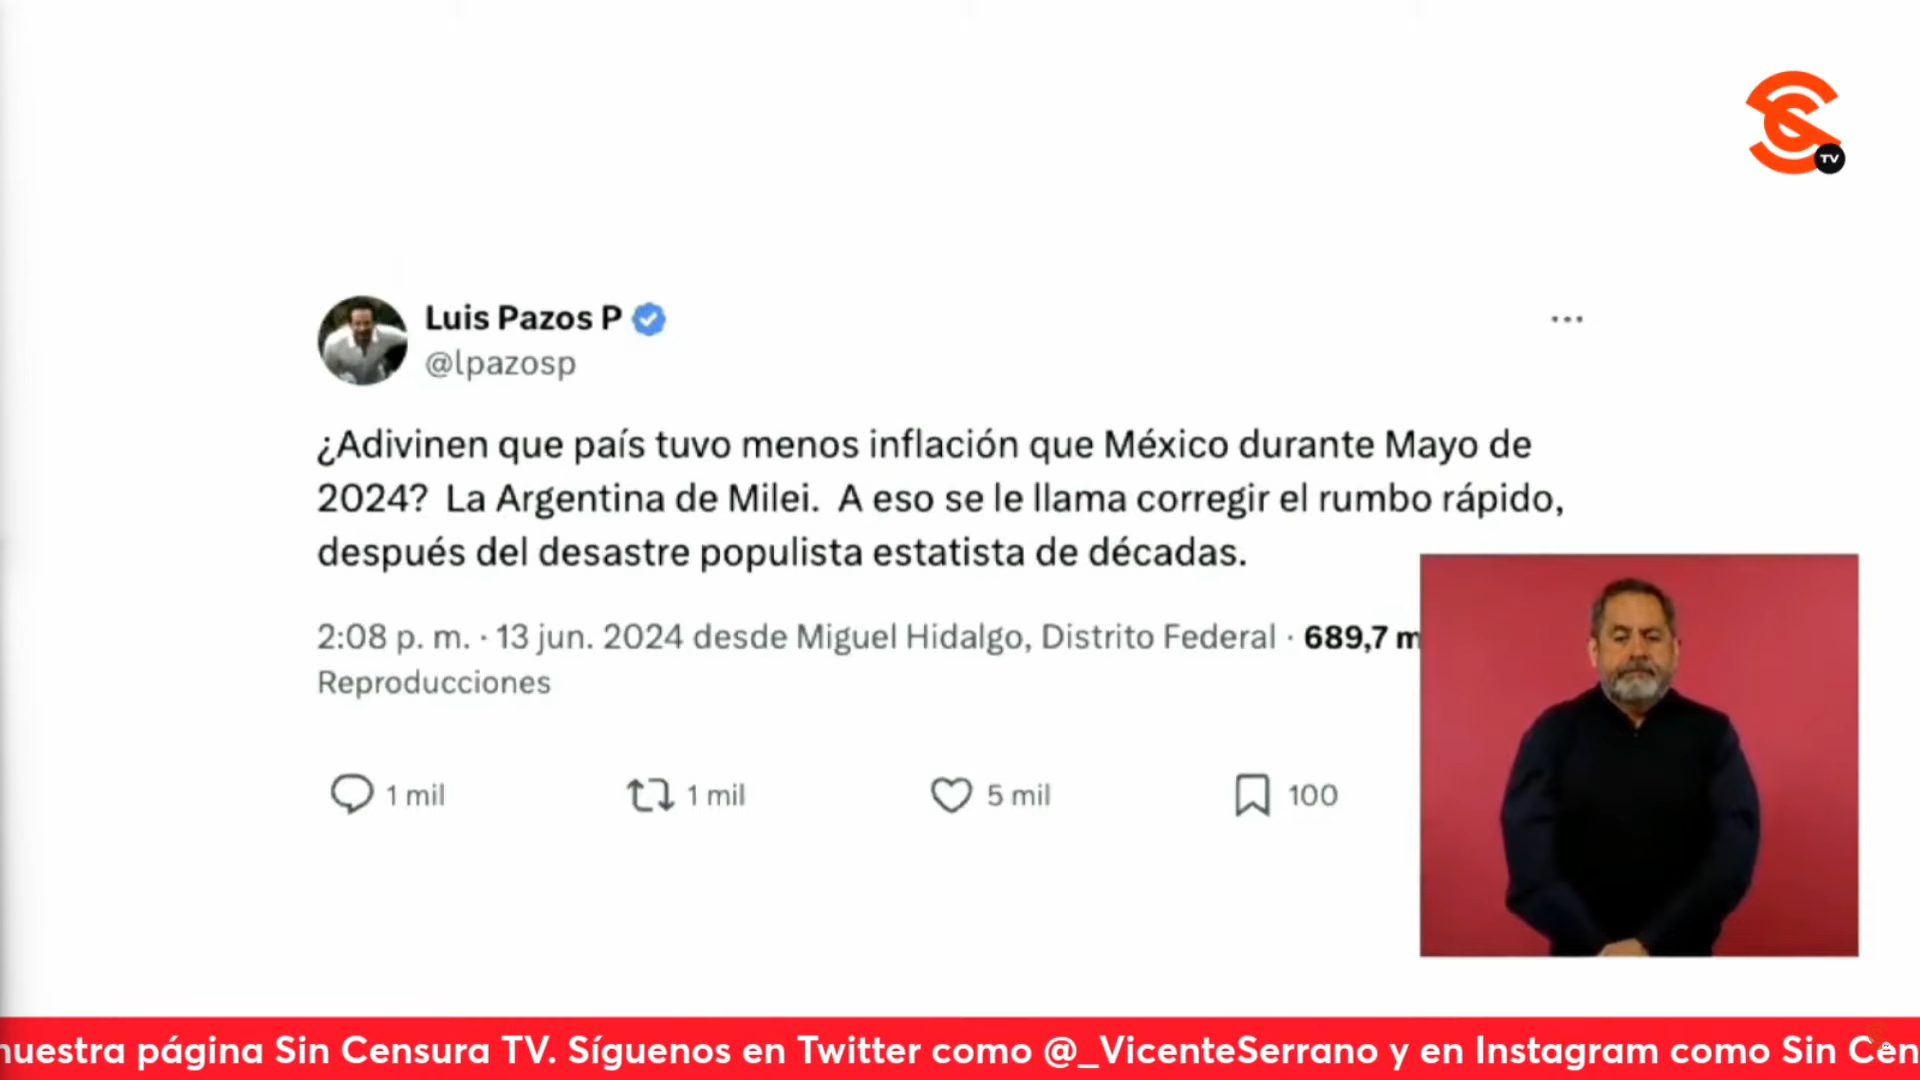 TV
Luis Pazos P
@lpazosp
¿Adivinen que país tuvo menos inflación que México durante Mayo de
2024?  La Argentina de Milei.  A eso se le llama corregir el rumbo rápido,
después del desastre populista estatista de décadas.
2:08 p. m. · 13 jun. 2024 desde Miguel Hidalgo, Distrito Federal · 689,7 m
Reproducciones
1 mil
1 mil
5 mil
100
nuestra página Sin Censura TV. Síguenos en Twitter como @_VicenteSerrano y en Instagram como Sin Cen